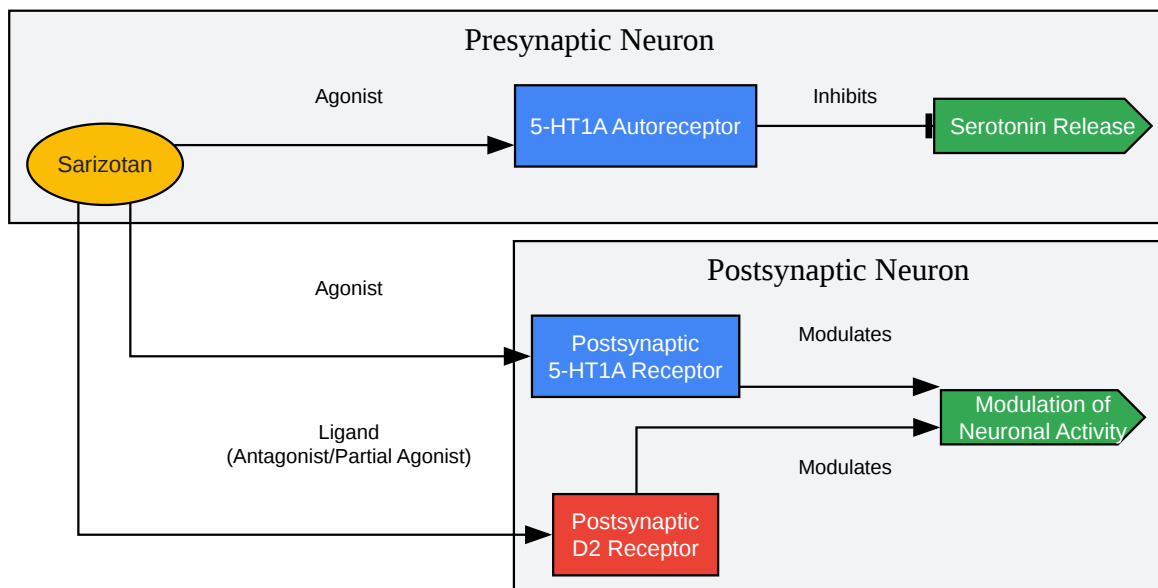 Presynaptic Neuron
Agonist
Inhibits
5-HT1A Autoreceptor
Serotonin Release
Sarizotan
Postsynaptic Neuron
Agonist
Postsynaptic
5-HT1A Receptor
Modulates
Modulation of
Neuronal Activity
Ligand
(Antagonist/Partial Agonist)
Modulates
Postsynaptic
D2 Receptor